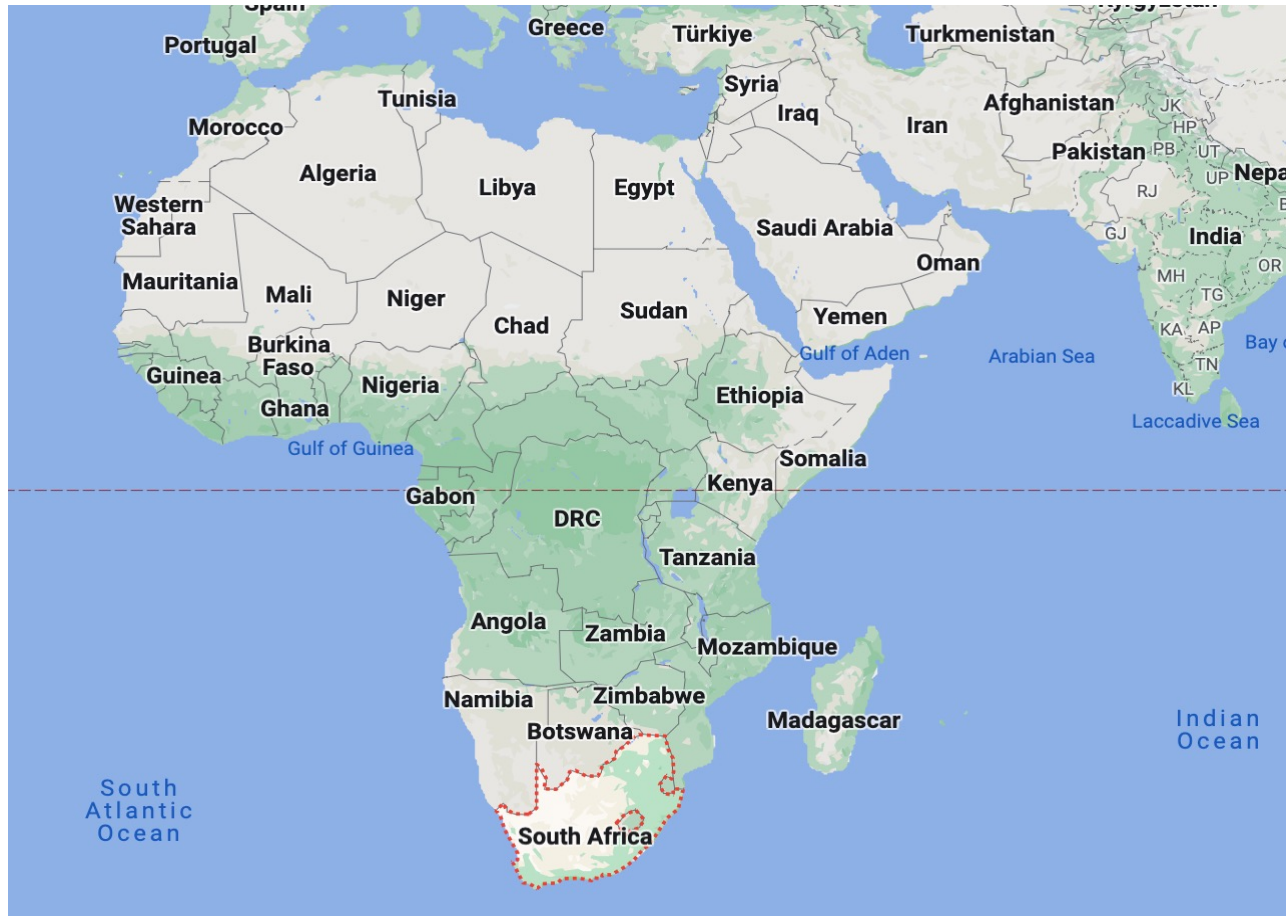 Spain
Portugal
Greece
Türkiye
Turkmenistan
Syria
Tunisia
Iraq
Afghanistan
JK
Iran
Morocco
HP
Pakistan
PB
UT
Algeria
UP
Nepa
Libya
Egypt
RJ
Western
Sahara
Saudi Arabia
GJ
India
Oman
OR
Mauritania
MH
Mali
Niger
TG
Sudan
Yemen
Chad
KA
AP
Burkina
Faso
Gulf of Aden
Arabian Sea
Bay
Guinea
Nigeria
TN
KL
Ethiopia
Ghana
Laccadive Sea
Gulf of Guinea
Somalia
Kenya
Gabon
DRC
Tanzania
Angola
Zambia
Mozambique
Namibia
Zimbabwe
Madagascar
Botswana
Indian
Ocean
South
Atlantic
Ocean
South Africa